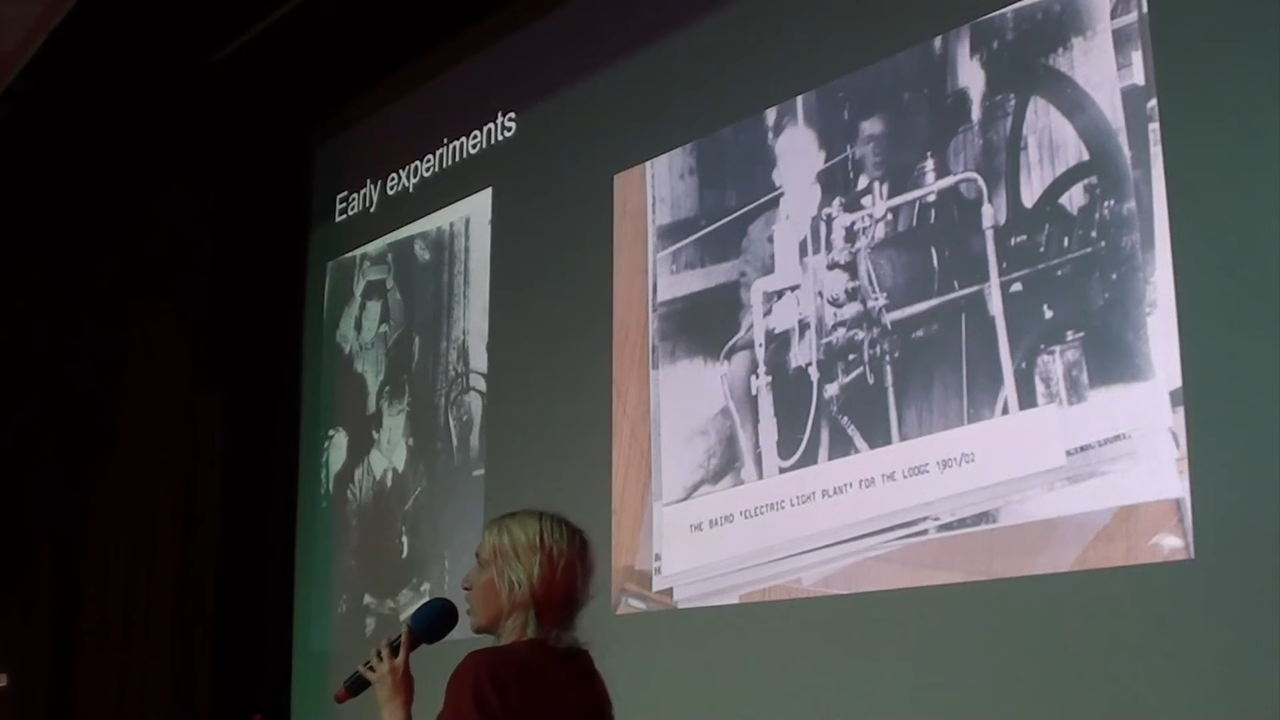 Early experiments
THE BAIRD 'ELECTRIC LIGHT PLANT' FOR THE LODGE 1901/02